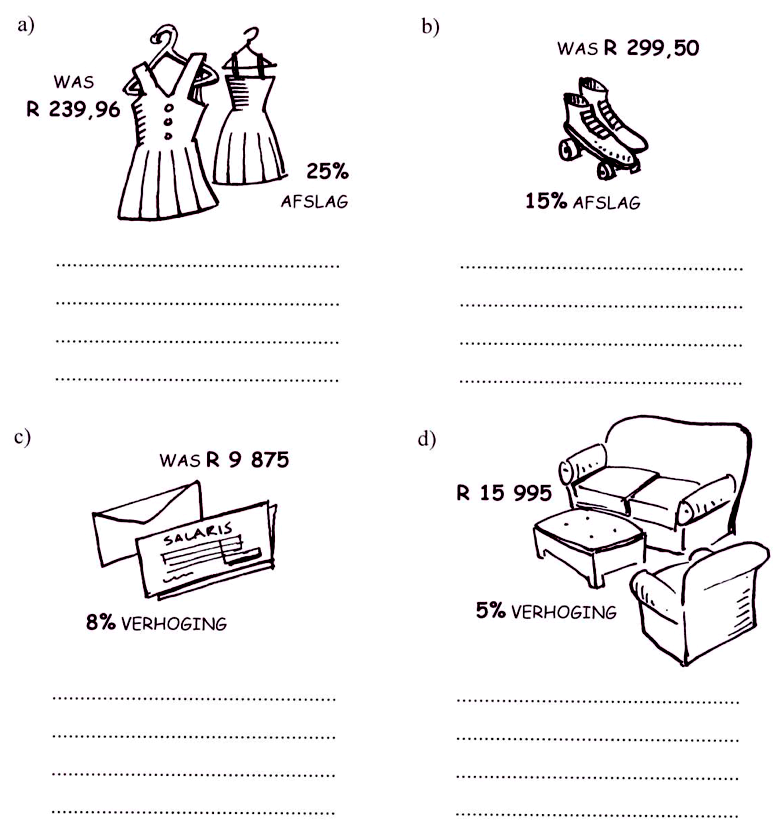 a)
WAS
R 239,96
25%
AFSLAG
b)
WAS R 299,50
15% AFSLAG
c)
WAS R 9 875
SALARIS
8% VERHOGING
d)
R 15 995
5% VERHOGING